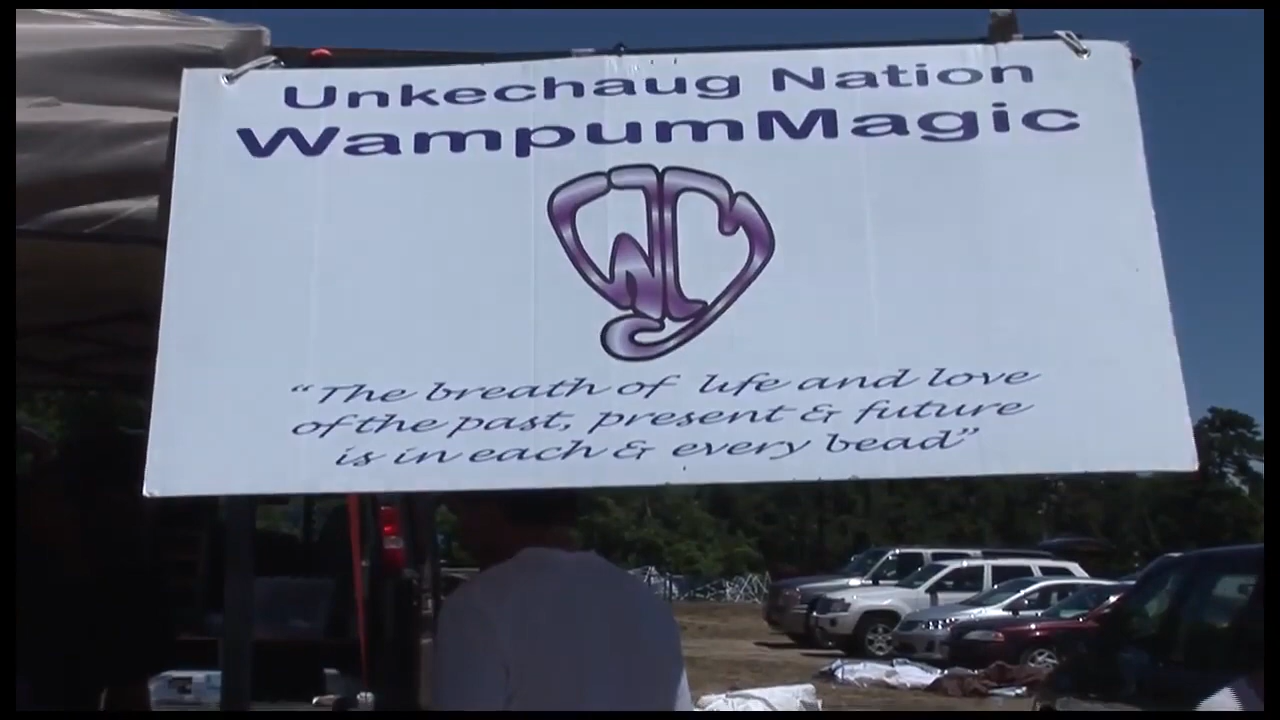 Unkechaug Nation
WampumMagic
“The breath of life and love
of the past, present & future
is in each & every bead”